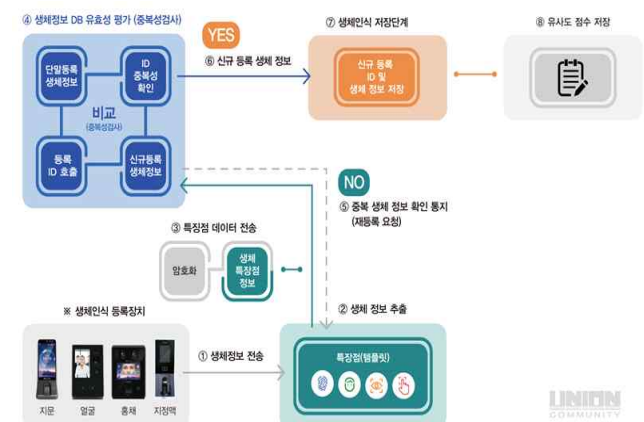 ④ 생체정보 DB 유효성 평가 (중복성검사)
단말등록
생체정보
ID
중복성
확인
비교
(중복성검사)
등록
ID 호출
신규등록
생체정보
YES
⑥ 신규 등록 생체 정보
⑦ 생체인식 저장단계
신규 등록
ID 및
생체 정보 저장
⑧ 유사도 점수 저장
NO
⑤ 중복 생체 정보 확인 통지
(재등록 요청)
③ 특징점 데이터 전송
암호화
생체
특장점
정보
※ 생체인식 등록장치
지문
얼굴
홍채
지정맥
① 생체정보 전송
② 생체 정보 추출
특장점(템플릿)
UNION
COMMUNITY